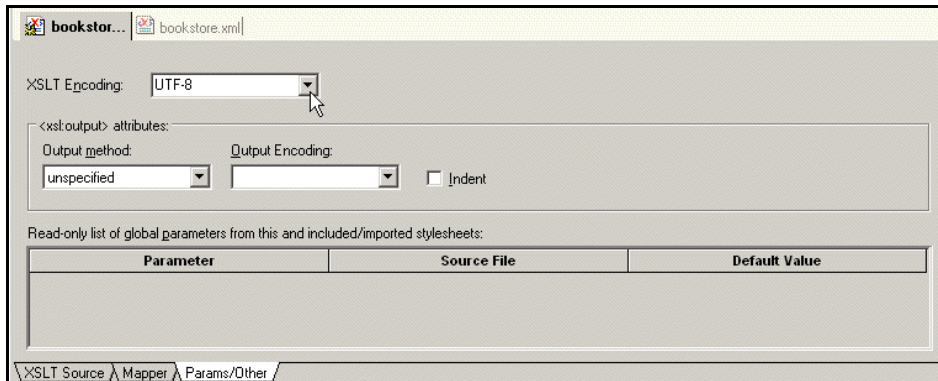 bookstor... bookstore.xml
XSLT Encoding: UTF-8
<xsl:output> attributes:
Output method: Output Encoding:
unspecified Indent
Read-only list of global parameters from this and included/imported stylesheets:
Parameter Source File Default Value
XSLT Source Mapper Params/Other